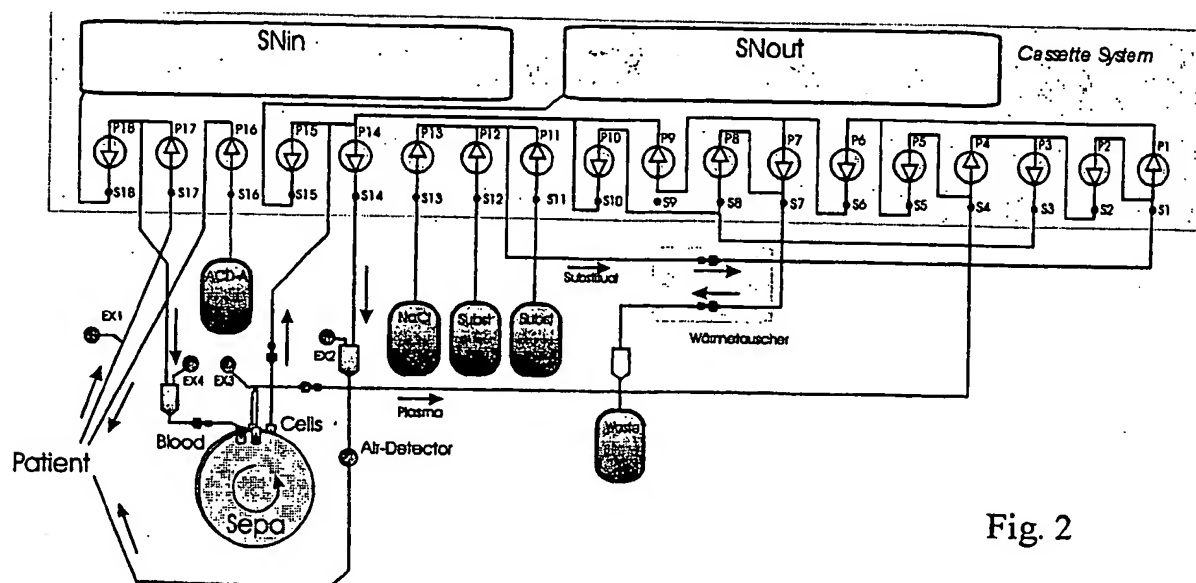 SNin
SNout
Cassette System
P18 P17 P16 P15 P14 P13 P12 P11 P10 P9 P8 P7 P6 P5 P4 P3 P2 P1
S18 S17 S16 S15 S14 S13 S12 S11 S10 S9 S8 S7 S6 S5 S4 S3 S2 S1
ACD-A
Substituat
NaCl
Subst
Subst
Wärmetauscher
EX1
EX2
EX4
EX3
Plasma
Cells
Blood
Air-Detector
Waste
Patient
Sepa
Fig. 2